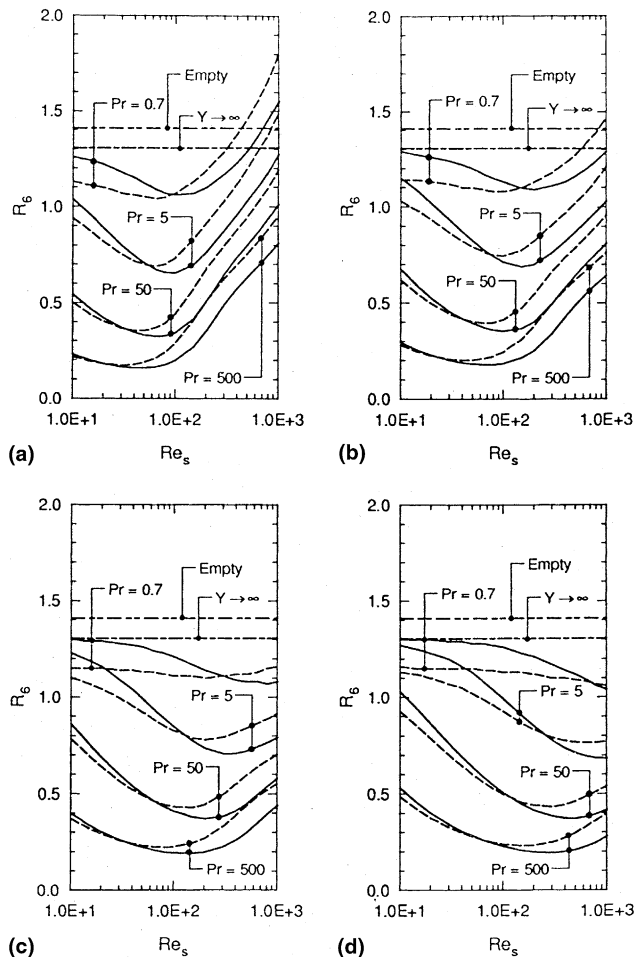 2.0
1.5
1.0
0.5
0.0
R6
Empty
Pr = 0.7
Y → ∞
Pr = 5
Pr = 50
Pr = 500
1.0E+1
1.0E+2
1.0E+3
(a)
Res
2.0
1.5
1.0
0.5
0.0
R6
Empty
Pr = 0.7
Y → ∞
Pr = 5
Pr = 50
Pr = 500
1.0E+1
1.0E+2
1.0E+3
(b)
Res
2.0
1.5
1.0
0.5
0.0
R6
Empty
Pr = 0.7
Y → ∞
Pr = 5
Pr = 50
Pr = 500
1.0E+1
1.0E+2
1.0E+3
(c)
Res
2.0
1.5
1.0
0.5
0.0
R6
Empty
Pr = 0.7
Y → ∞
Pr = 5
Pr = 50
Pr = 500
1.0E+1
1.0E+2
1.0E+3
(d)
Res